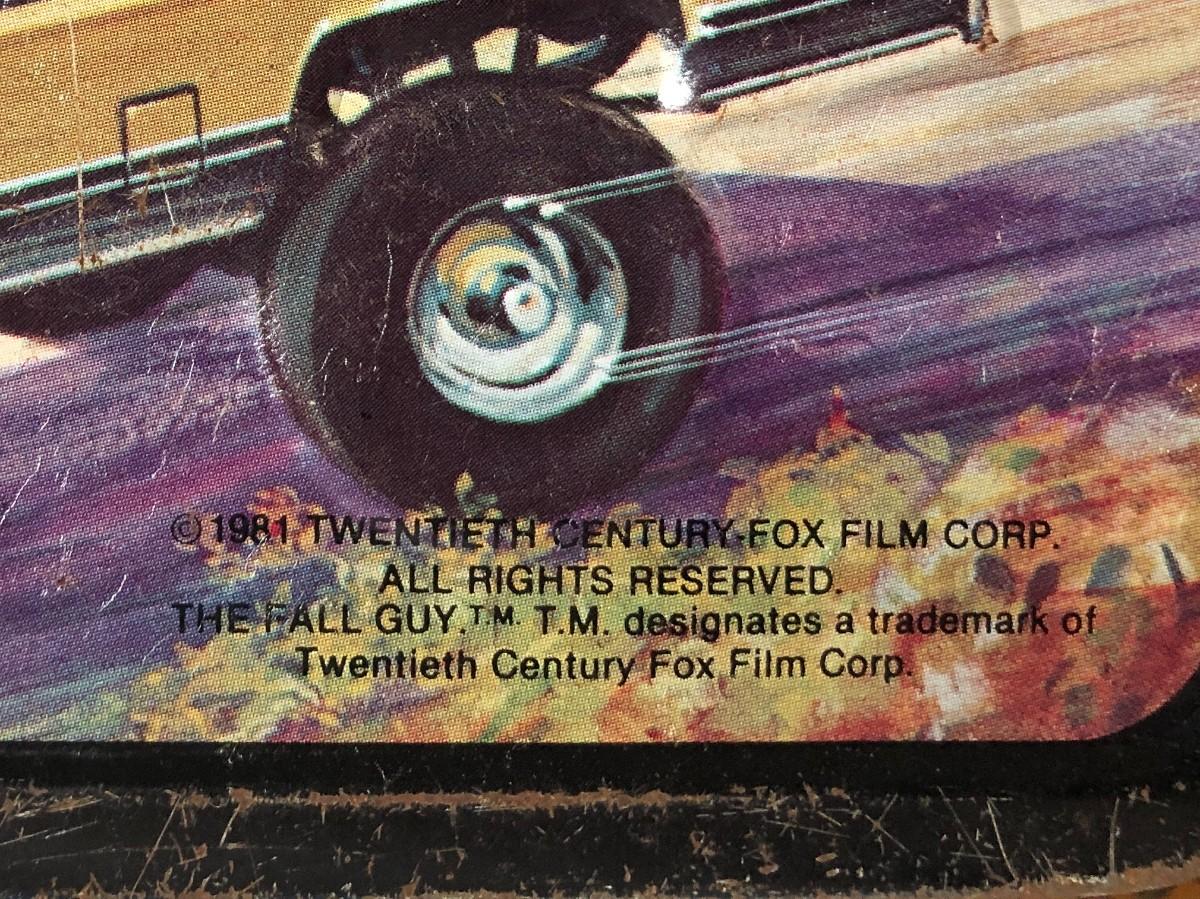 © 1981 TWENTIETH CENTURY-FOX FILM CORP.
ALL RIGHTS RESERVED.
THE FALL GUY.T.M. T.M. designates a trademark of
Twentieth Century Fox Film Corp.